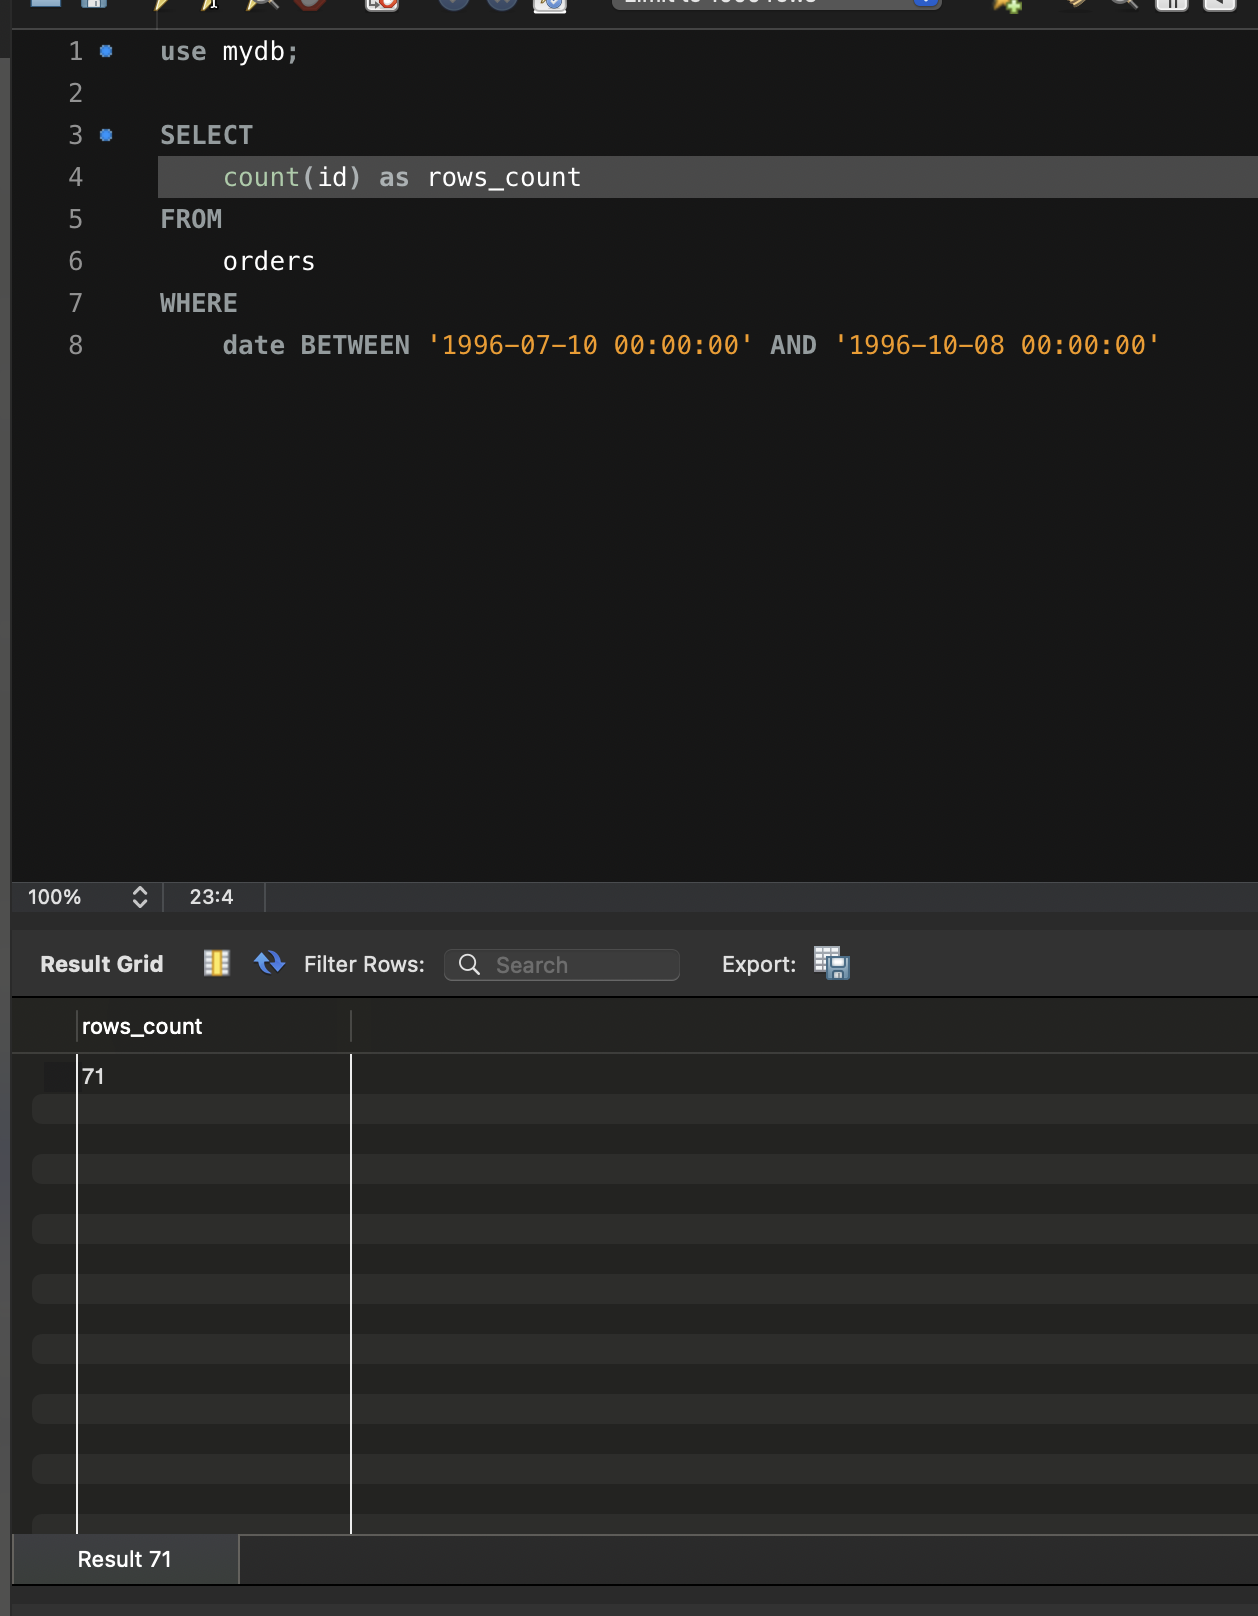 1 use mydb;
2
3 SELECT
4 count(id) as rows_count
5 FROM
6 orders
7 WHERE
8 date BETWEEN '1996-07-10 00:00:00' AND '1996-10-08 00:00:00'
100% 23:4
Result Grid Filter Rows: Search Export:
rows_count
71
Result 71